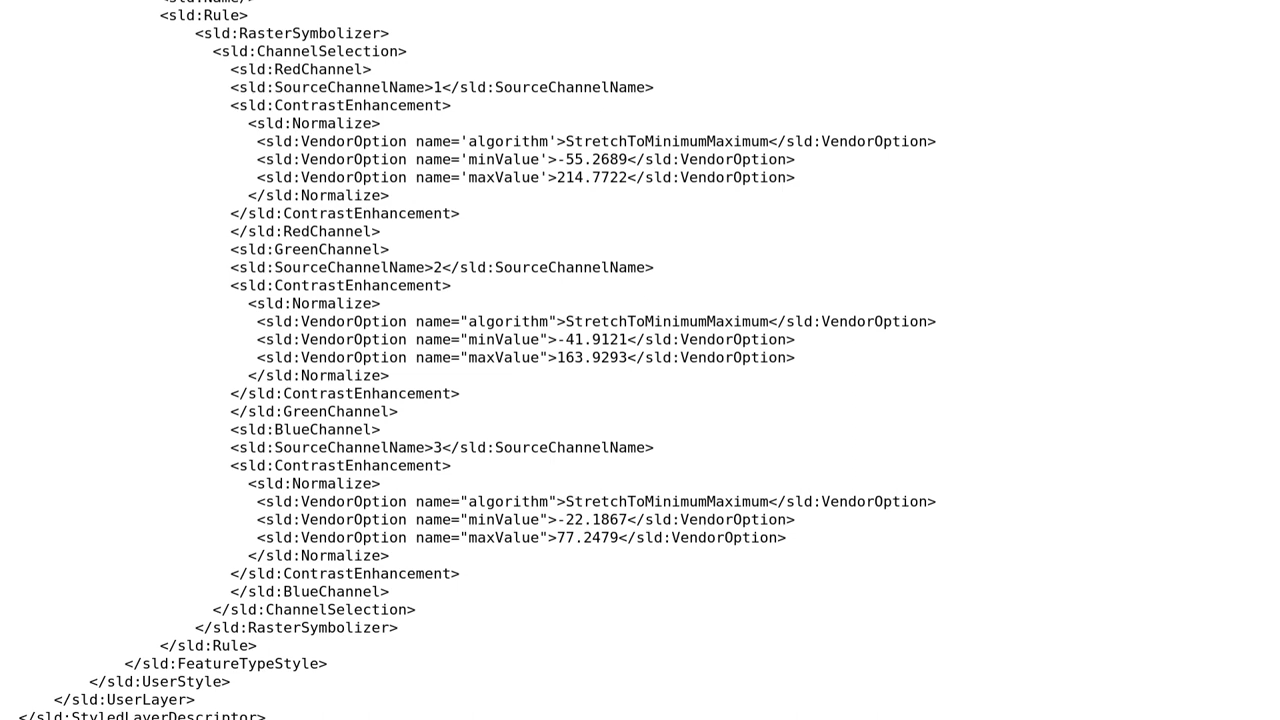 <sld:Name/>
<sld:Rule>
<sld:RasterSymbolizer>
<sld:ChannelSelection>
<sld:RedChannel>
<sld:SourceChannelName>1</sld:SourceChannelName>
<sld:ContrastEnhancement>
<sld:Normalize>
<sld:VendorOption name='algorithm'>StretchToMinimumMaximum</sld:VendorOption>
<sld:VendorOption name='minValue'>-55.2689</sld:VendorOption>
<sld:VendorOption name='maxValue'>214.7722</sld:VendorOption>
</sld:Normalize>
</sld:ContrastEnhancement>
</sld:RedChannel>
<sld:GreenChannel>
<sld:SourceChannelName>2</sld:SourceChannelName>
<sld:ContrastEnhancement>
<sld:Normalize>
<sld:VendorOption name="algorithm">StretchToMinimumMaximum</sld:VendorOption>
<sld:VendorOption name="minValue">-41.9121</sld:VendorOption>
<sld:VendorOption name="maxValue">163.9293</sld:VendorOption>
</sld:Normalize>
</sld:ContrastEnhancement>
</sld:GreenChannel>
<sld:BlueChannel>
<sld:SourceChannelName>3</sld:SourceChannelName>
<sld:ContrastEnhancement>
<sld:Normalize>
<sld:VendorOption name="algorithm">StretchToMinimumMaximum</sld:VendorOption>
<sld:VendorOption name="minValue">-22.1867</sld:VendorOption>
<sld:VendorOption name="maxValue">77.2479</sld:VendorOption>
</sld:Normalize>
</sld:ContrastEnhancement>
</sld:BlueChannel>
</sld:ChannelSelection>
</sld:RasterSymbolizer>
</sld:Rule>
</sld:FeatureTypeStyle>
</sld:UserStyle>
</sld:UserLayer>
</sld:StyledLayerDescriptor>